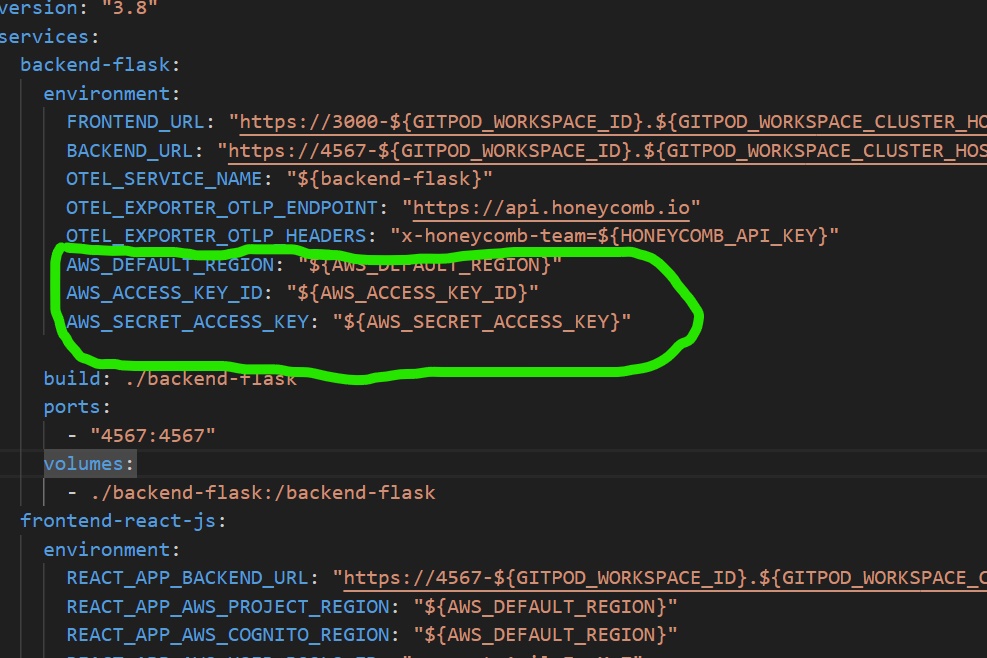 version: "3.8"
services:
backend-flask:
environment:
FRONTEND_URL: "https://3000-${GITPOD_WORKSPACE_ID}.${GITPOD_WORKSPACE_CLUSTER_HO
BACKEND_URL: "https://4567-${GITPOD_WORKSPACE_ID}.${GITPOD_WORKSPACE_CLUSTER_HOS
OTEL_SERVICE_NAME: "${backend-flask}"
OTEL_EXPORTER_OTLP_ENDPOINT: "https://api.honeycomb.io"
OTEL_EXPORTER_OTLP_HEADERS: "x-honeycomb-team=${HONEYCOMB_API_KEY}"
AWS_DEFAULT_REGION: "${AWS_DEFAULT_REGION}"
AWS_ACCESS_KEY_ID: "${AWS_ACCESS_KEY_ID}"
AWS_SECRET_ACCESS_KEY: "${AWS_SECRET_ACCESS_KEY}"
build: ./backend-flask
ports:
- "4567:4567"
volumes:
- ./backend-flask:/backend-flask
frontend-react-js:
environment:
REACT_APP_BACKEND_URL: "https://4567-${GITPOD_WORKSPACE_ID}.${GITPOD_WORKSPACE_C
REACT_APP_AWS_PROJECT_REGION: "${AWS_DEFAULT_REGION}"
REACT_APP_AWS_COGNITO_REGION: "${AWS_DEFAULT_REGION}"